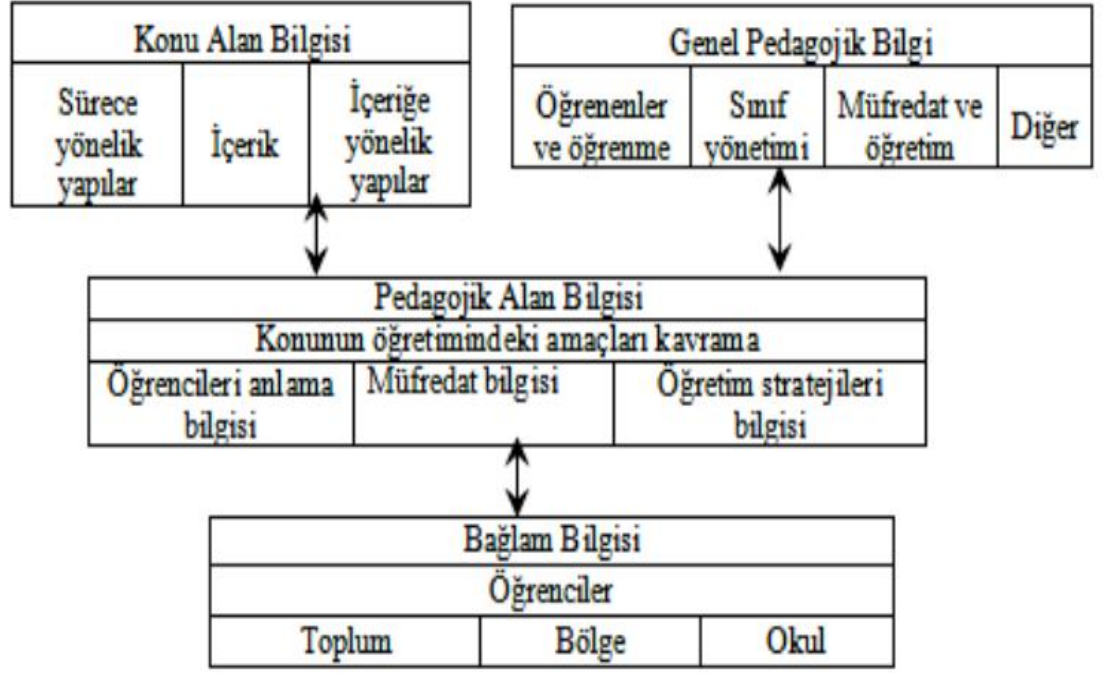 Konu Alan Bilgisi
Sürece
yönelik
yapılar
İçerik
İçeriğe
yönelik
yapılar
Genel Pedagojik Bilgi
Öğrenenler
ve öğrenme
Sınıf
yönetimi
Müfredat ve
öğretim
Diğer
Pedagojik Alan Bilgisi
Konunun öğretimindeki amaçları kavrama
Öğrencileri anlama
bilgisi
Müfredat bilgisi
Öğretim stratejileri
bilgisi
Bağlam Bilgisi
Öğrenciler
Toplum
Bölge
Okul